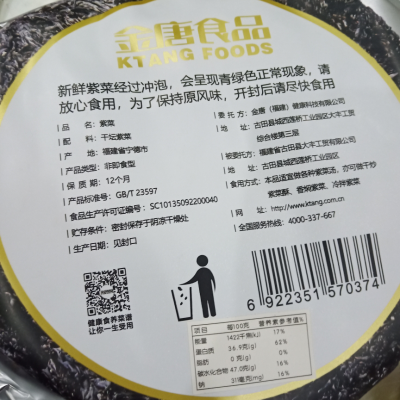 金唐食品
KTANG FOODS
新鲜紫菜经过冲泡，会呈现青绿色正常现象，请
放心食用，为了保持原风味，开封后请尽快食用
品　　名：紫菜
配　　料：干坛紫菜
产　　地：福建省宁德市
类　　型：非即食型
保 质 期：12个月
产品标准号：GB/T 23597
食品生产许可证编号：SC10135092200040
贮存条件：密封保存于阴凉干燥处
生产日期：见封口
委 托 方：金唐（福建）健康科技有限公司
地　　址：古田县城西莲桥工业园区大丰工贸
综合楼第三层
被委托方：福建省古田县大丰工贸有限公司
地　　址：古田县城西莲桥工业园区
食用方式：本品适宜做各种紫菜汤，亦可做干炒
紫菜酥、香焖紫菜、冷拌紫菜
网　　址：http://www.ktang.com.cn
全国服务热线：4000-337-667
健康食养菜谱
让你一生受用
6 922351 570374
项目 每100克 营养素参考值%
能量 1422千焦(kJ) 17%
蛋白质 36.9克(g) 62%
脂肪 0 克(g) 0%
碳水化合物 47.0克(g) 16%
钠 319毫克(mg) 16%